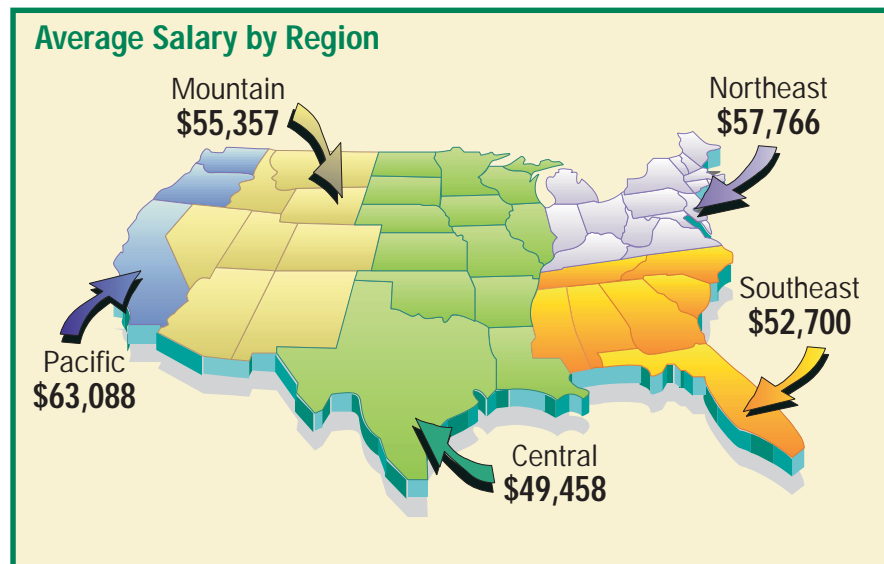 Average Salary by Region
Mountain
$55,357
Northeast
$57,766
Southeast
$52,700
Pacific
$63,088
Central
$49,458